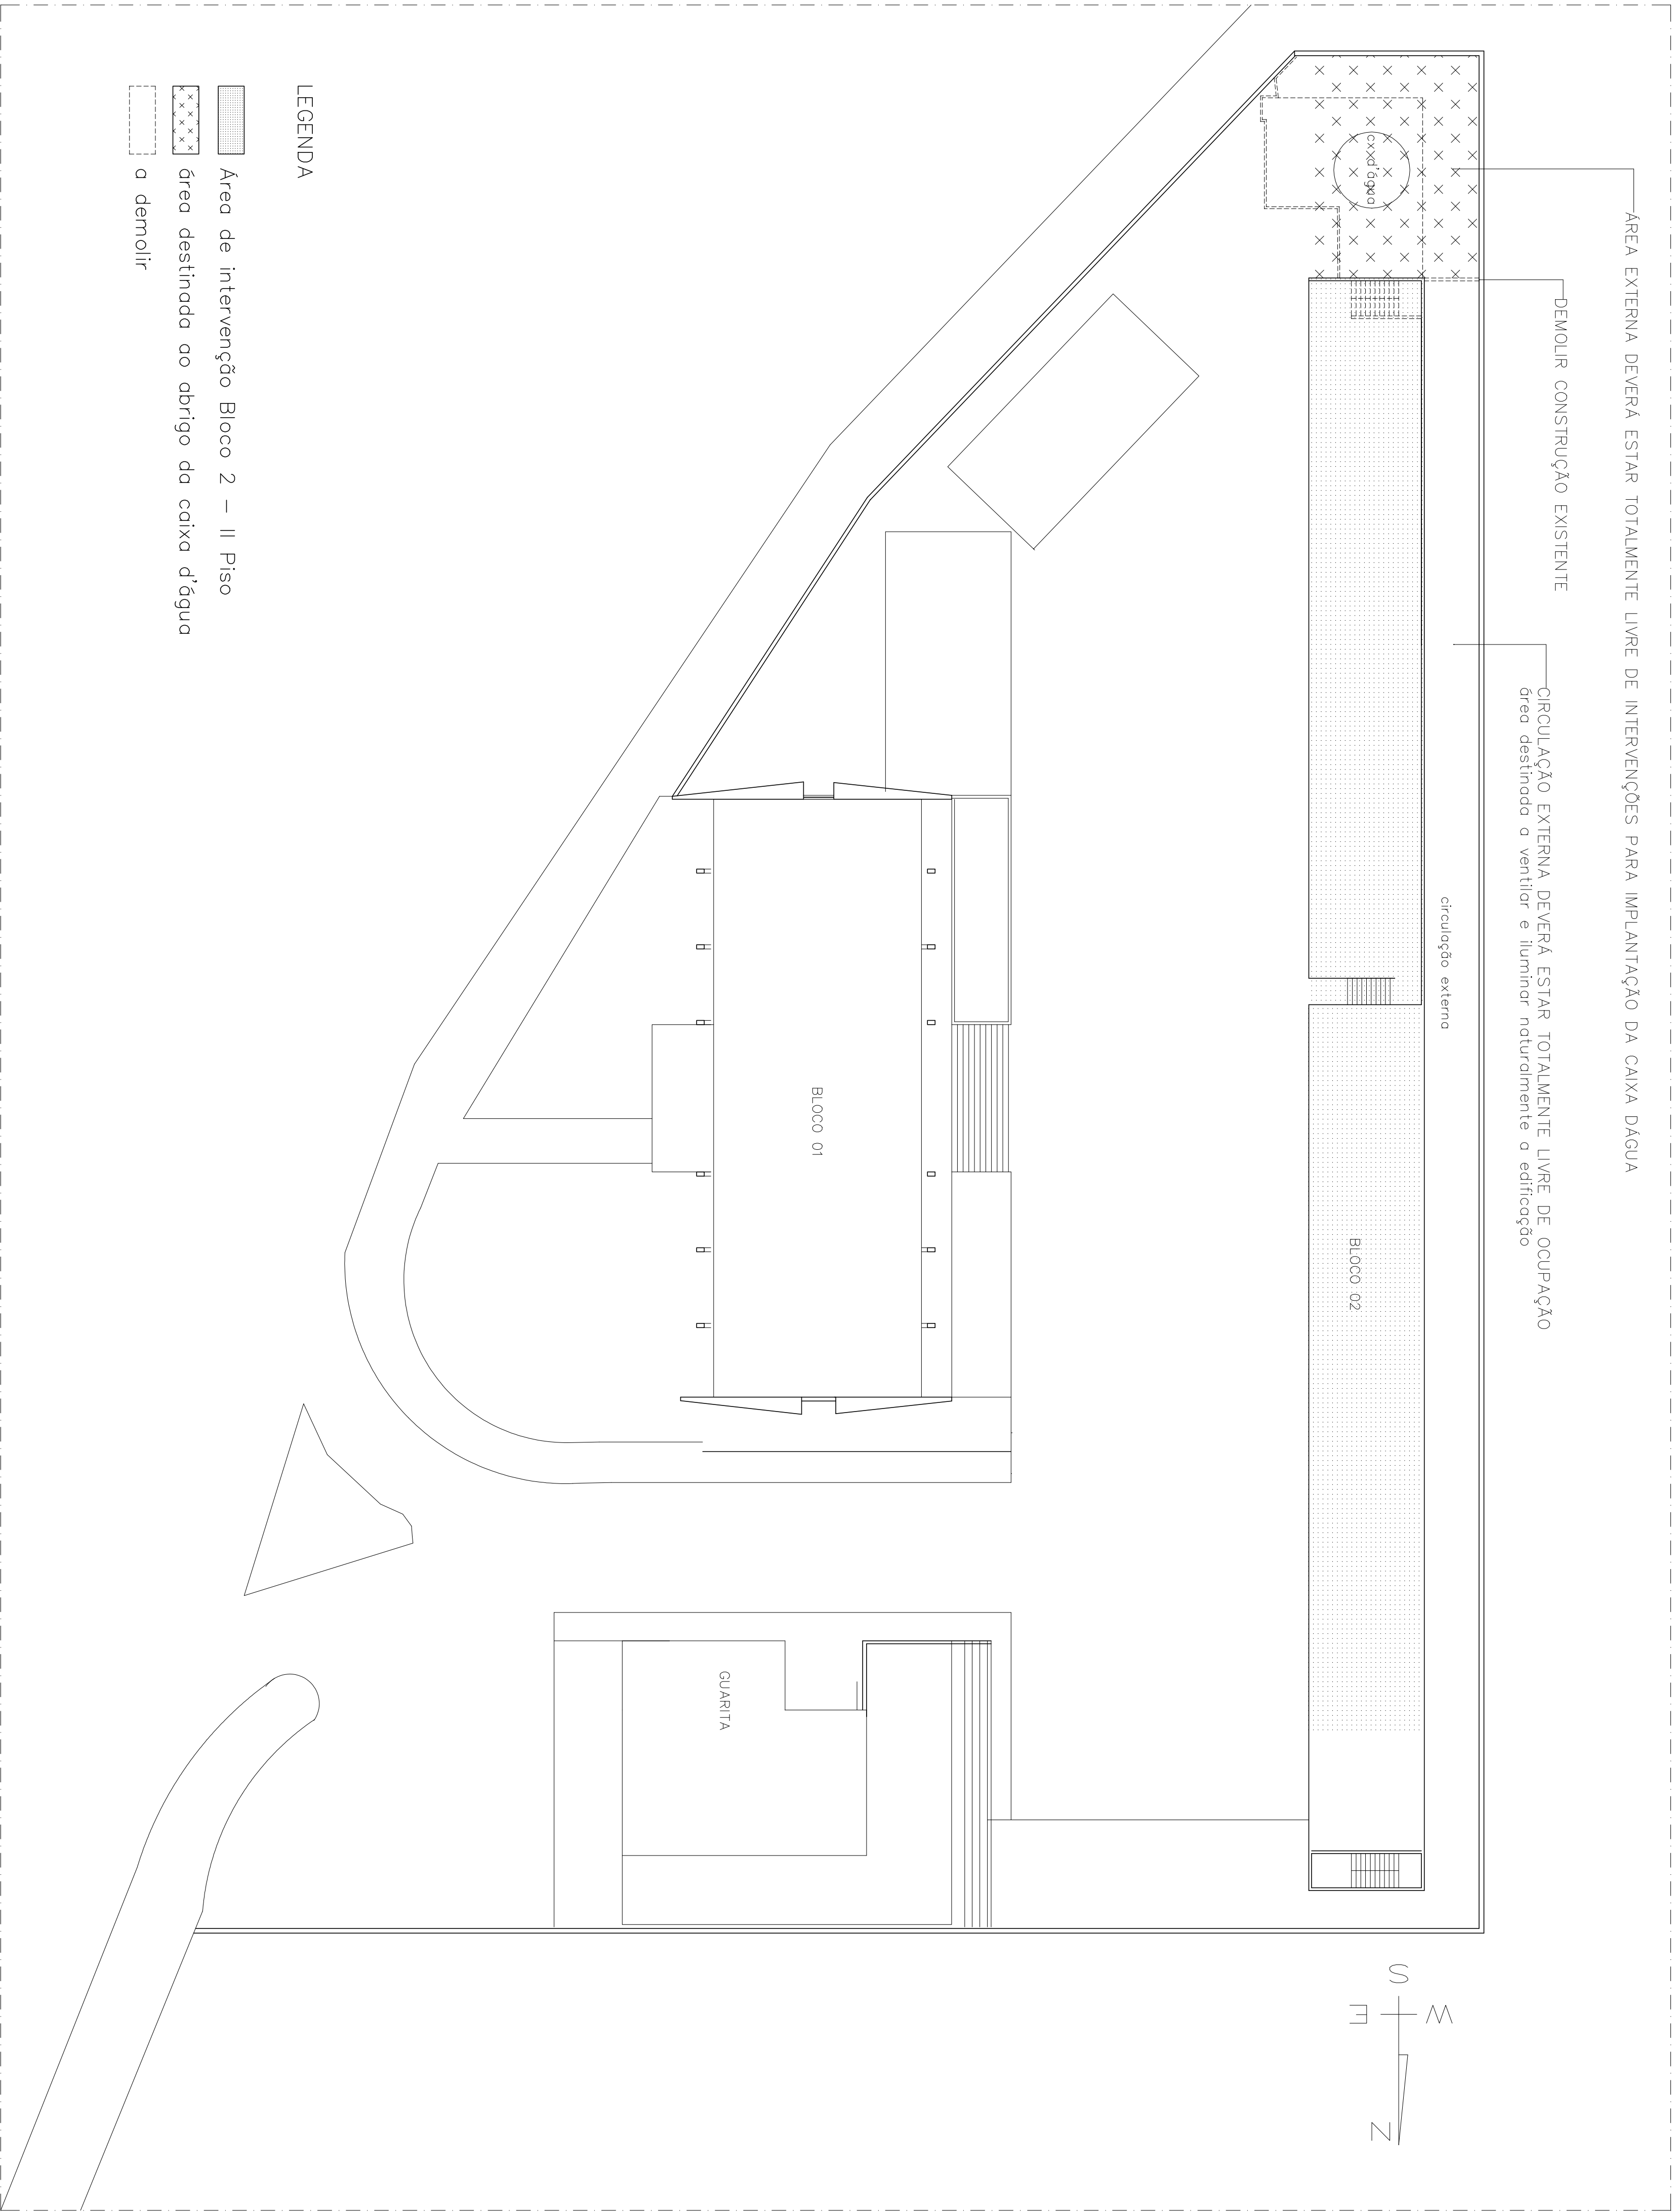 ÁREA EXTERNA DEVERÁ ESTAR TOTALMENTE LIVRE DE INTERVENÇÕES PARA IMPLANTAÇÃO DA CAIXA DÁGUA
DEMOLIR CONSTRUÇÃO EXISTENTE
CIRCULAÇÃO EXTERNA DEVERÁ ESTAR TOTALMENTE LIVRE DE OCUPAÇÃO
área destinada a ventilar e iluminar naturalmente a edificação
circulação externa
cx d'água
BLOCO 02
BLOCO 01
GUARITA
W
S
N
E
LEGENDA
Área de intervenção Bloco 2 – II Piso
área destinada ao abrigo da caixa d'água
a demolir